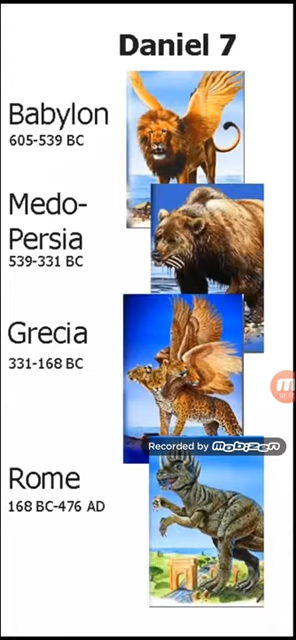 Daniel 7
Babylon
605-539 BC
Medo-
Persia
539-331 BC
Grecia
331-168 BC
Recorded by Mobizen
Rome
168 BC-476 AD